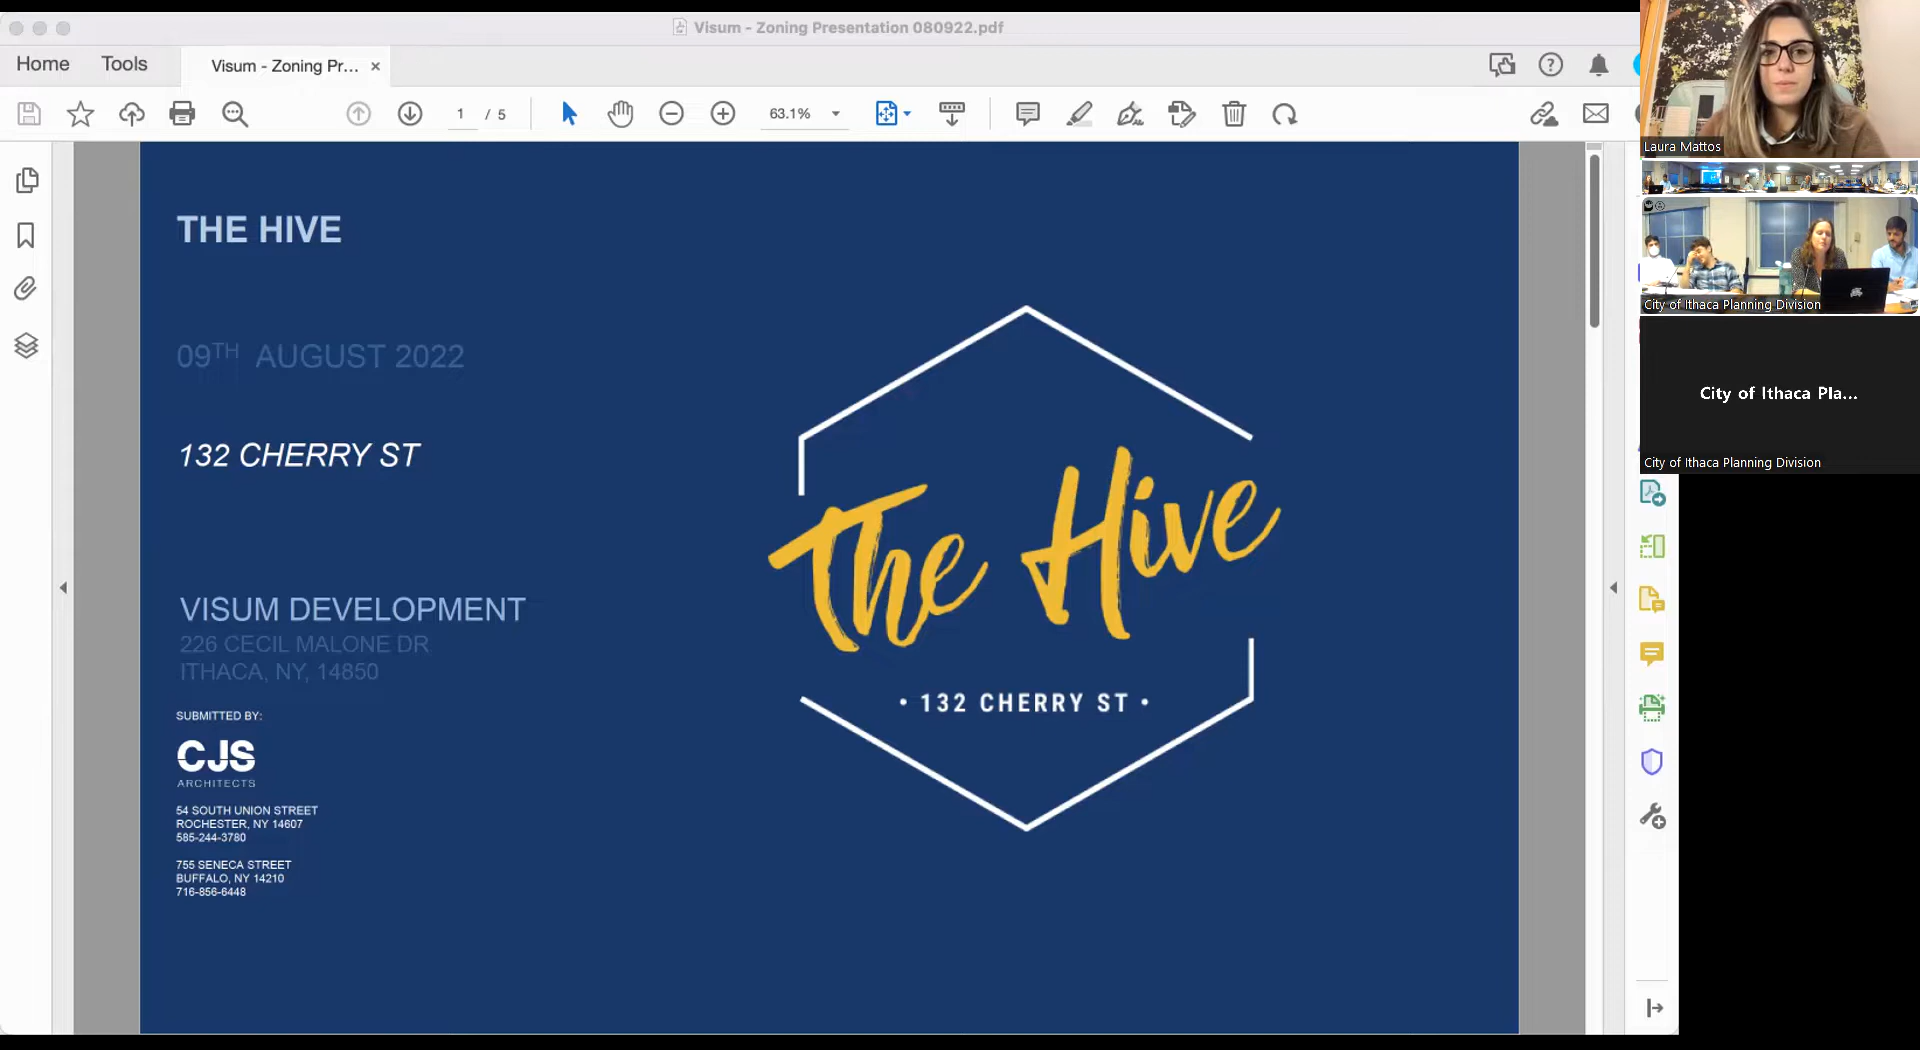 Visum - Zoning Presentation 080922.pdf
Home
Tools
Visum - Zoning Pr... ×
1 / 5
63.1%
THE HIVE
09TH AUGUST 2022
132 CHERRY ST
VISUM DEVELOPMENT
226 CECIL MALONE DR
ITHACA, NY, 14850
SUBMITTED BY:
CJS
ARCHITECTS
54 SOUTH UNION STREET
ROCHESTER, NY 14607
585-244-3780
755 SENECA STREET
BUFFALO, NY 14210
716-856-6448
The Hive
• 132 CHERRY ST •
Laura Mattos
City of Ithaca Planning Division
City of Ithaca Pla...
City of Ithaca Planning Division